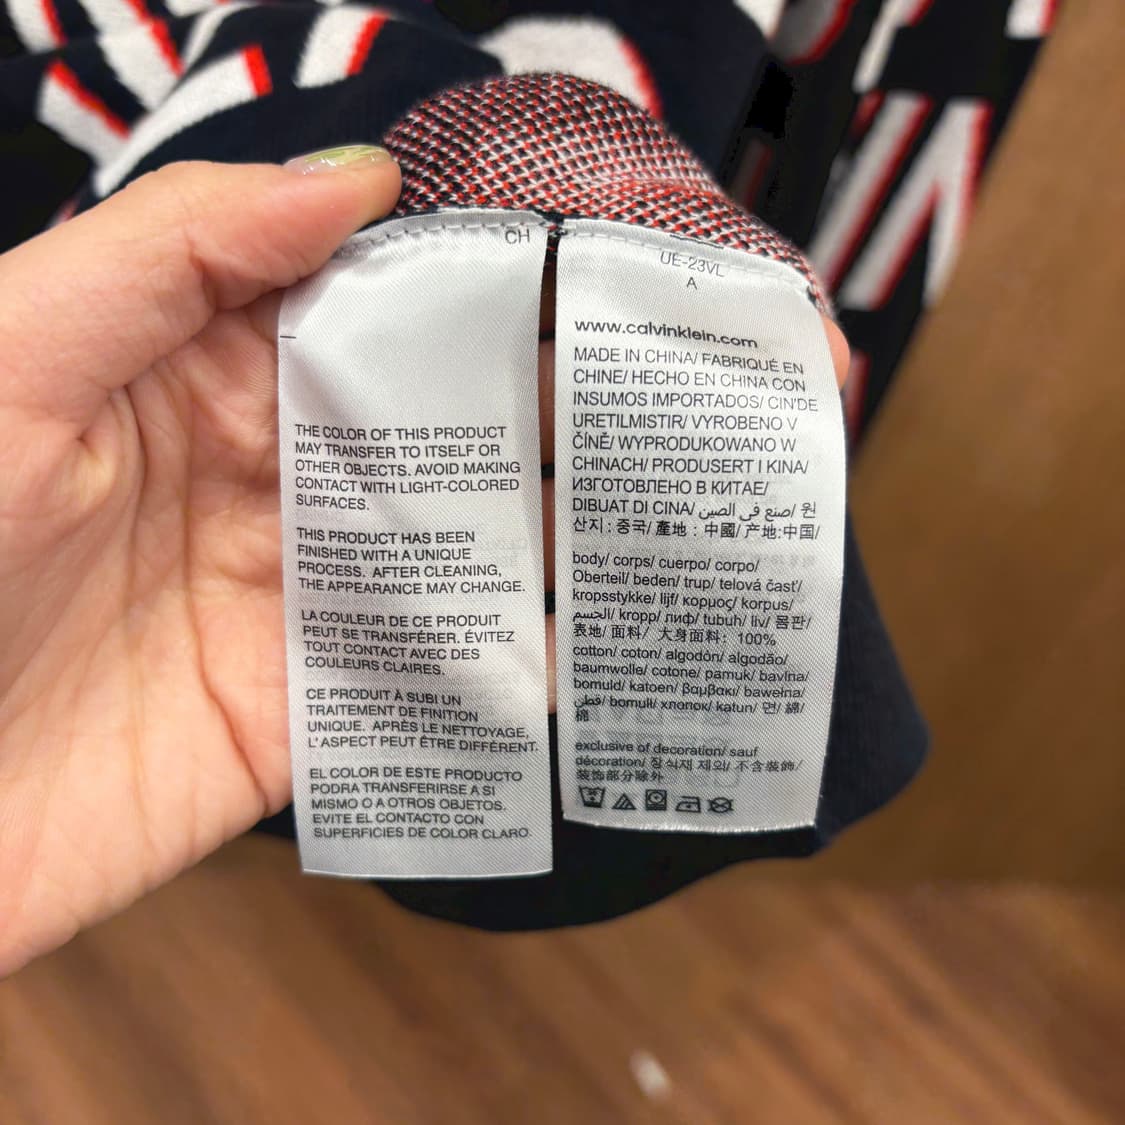 CH
THE COLOR OF THIS PRODUCT
MAY TRANSFER TO ITSELF OR
OTHER OBJECTS. AVOID MAKING
CONTACT WITH LIGHT-COLORED
SURFACES.
THIS PRODUCT HAS BEEN
FINISHED WITH A UNIQUE
PROCESS. AFTER CLEANING,
THE APPEARANCE MAY CHANGE.
LA COULEUR DE CE PRODUIT
PEUT SE TRANSFÉRER. ÉVITEZ
TOUT CONTACT AVEC DES
COULEURS CLAIRES.
CE PRODUIT À SUBI UN
TRAITEMENT DE FINITION
UNIQUE. APRÈS LE NETTOYAGE,
L'ASPECT PEUT ÊTRE DIFFÉRENT.
EL COLOR DE ESTE PRODUCTO
PODRA TRANSFERIRSE A SI
MISMO O A OTROS OBJETOS.
EVITE EL CONTACTO CON
SUPERFICIES DE COLOR CLARO.
UE-23VL
A
www.calvinklein.com
MADE IN CHINA/ FABRIQUÉ EN
CHINE/ HECHO EN CHINA CON
INSUMOS IMPORTADOS/ CIN'DE
URETILMISTIR/ VYROBENO V
ČÍNĚ/ WYPRODUKOWANO W
CHINACH/ PRODUSERT I KINA/
ИЗГОТОВЛЕНО В КИТАЕ/
DIBUAT DI CINA/ صنع في الصين/ 원
산지 : 중국/ 產地 : 中國/ 产地:中国/
body/ corps/ cuerpo/ corpo/
Oberteil/ beden/ trup/ telová časť/
kropsstykke/ lijf/ κορμος/ korpus/
الجسم/ kropp/ лиф/ tubuh/ liv/ 몸판/
表地/ 面料/ 大身面料: 100%
cotton/ coton/ algodón/ algodão/
baumwolle/ cotone/ pamuk/ bavlna/
bomuld/ katoen/ βαμβακι/ bawełna/
قطن/ bomull/ хлопок/ katun/ 면/ 綿/
棉
exclusive of decoration/ sauf
décoration/ 장식재 제외/ 不含裝飾/
装饰部分除外